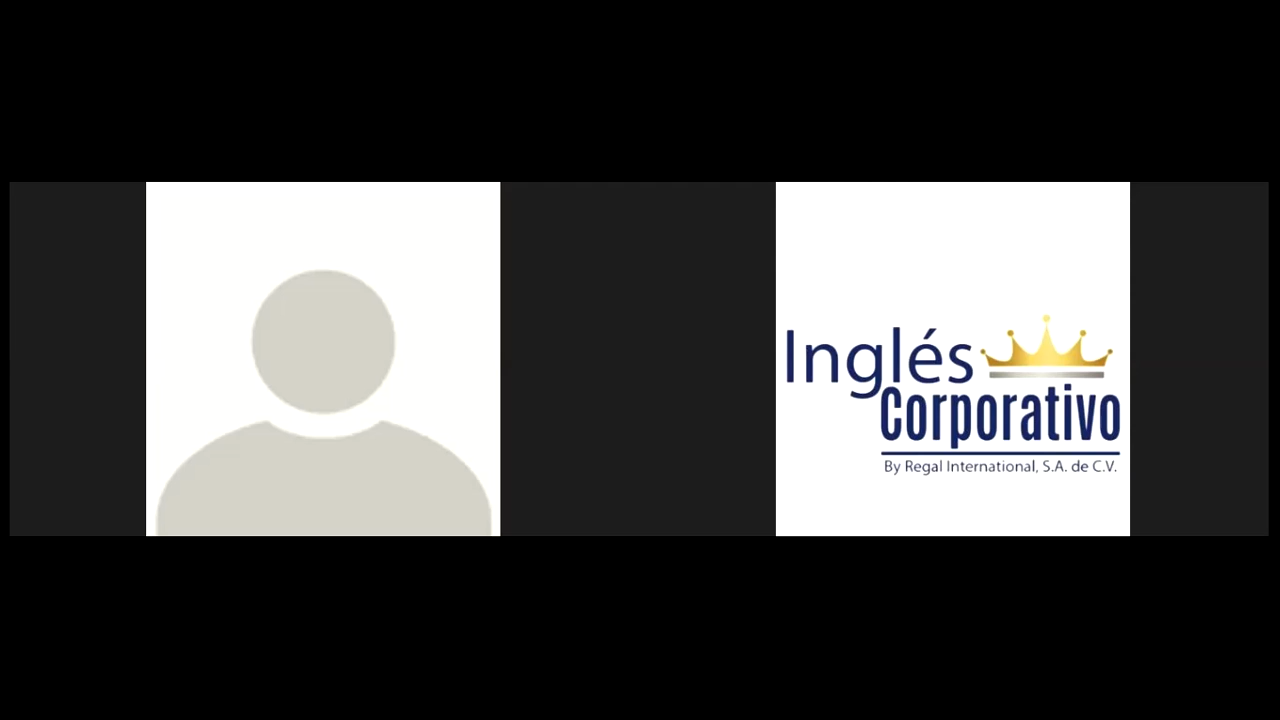 Inglés
Corporativo
By Regal International, S.A. de C.V.